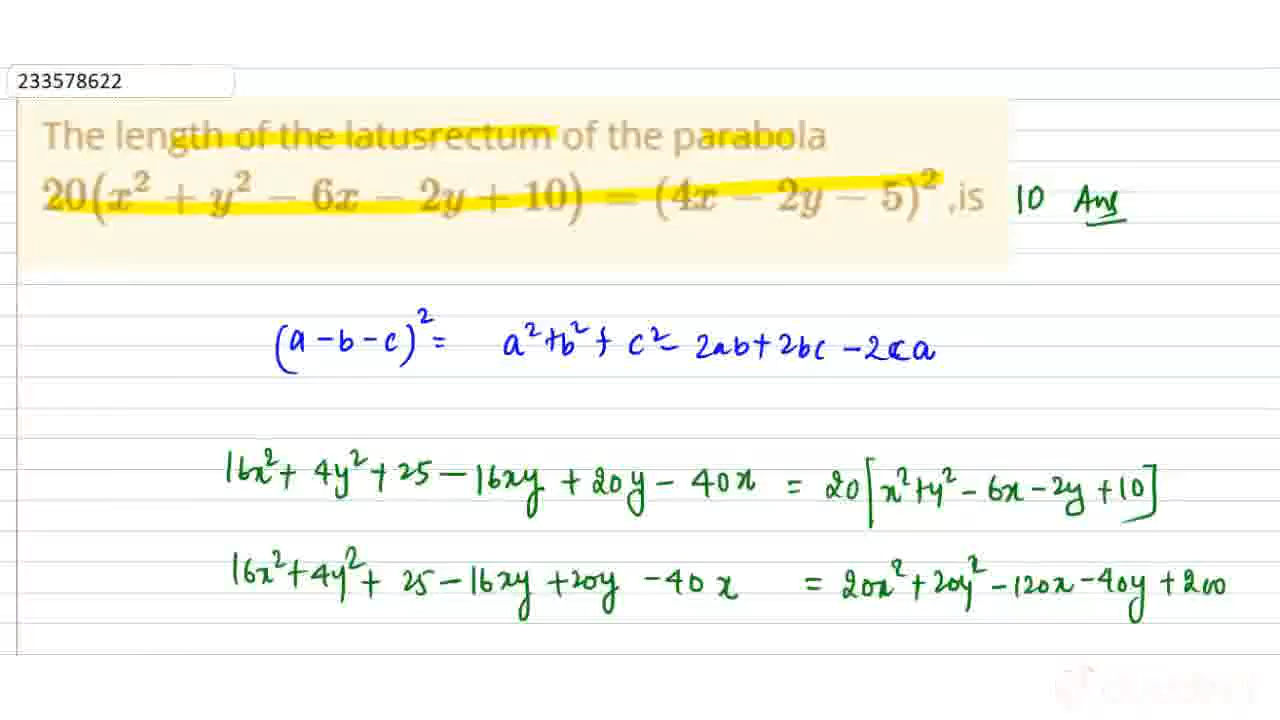 233578622
The length of the latusrectum of the parabola
20(x² + y² − 6x − 2y + 10) = (4x − 2y − 5)² ,is 10 Ans
(a − b − c)² = a² + b² + c² − 2ab + 2bc − 2ca
16x² + 4y² + 25 − 16xy + 20y − 40x = 20[x² + y² − 6x − 2y + 10]
16x² + 4y² + 25 − 16xy + 20y − 40x = 20x² + 20y² − 120x − 40y + 200